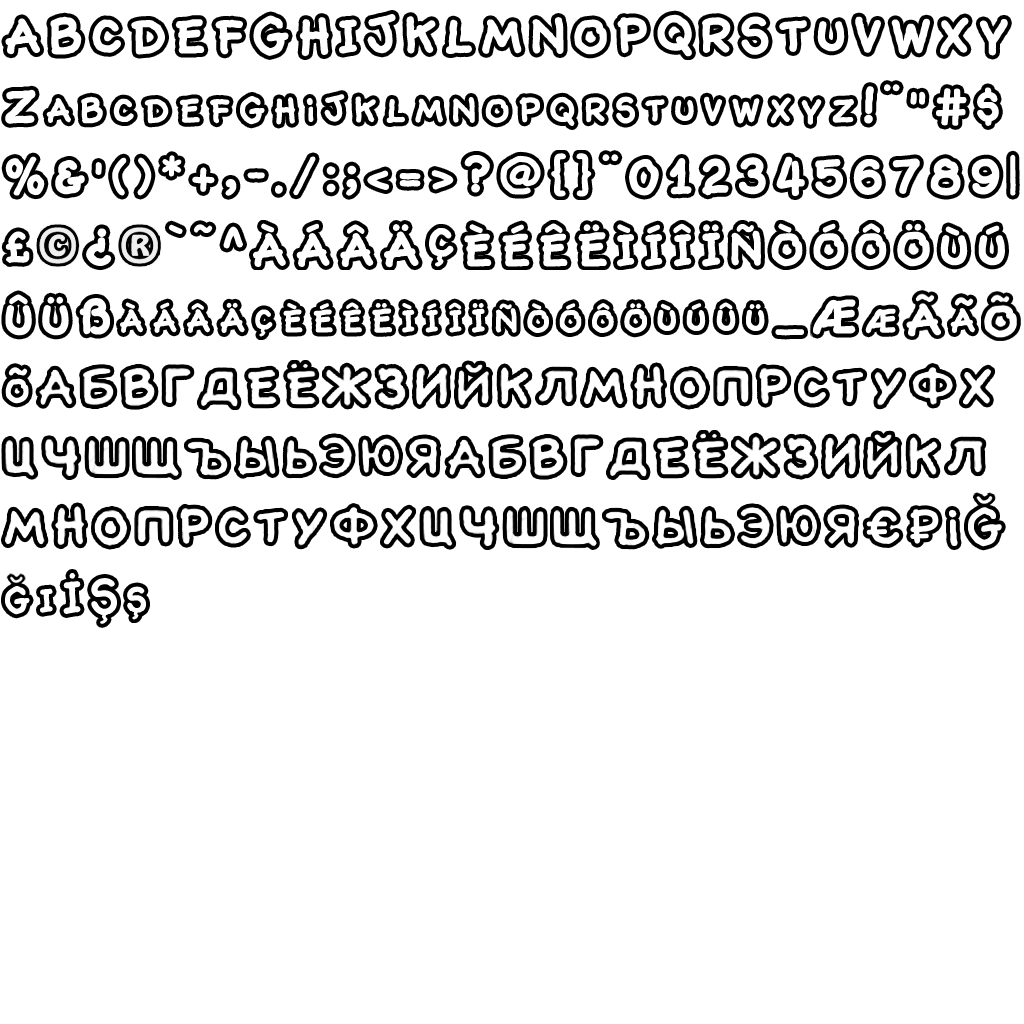 ABCDEFGHIJKLMNOPQRSTUVWXY
Zabcdefghijklmnopqrstuvwxyz!¨"#$
%&'()*+,-./:;<=>?@{[]}¨0123456789|
£©¿®`~^ÀÁÂÄÇÈÉÊËÌÍÎÏÑÒÓÔÖÙÚ
ÛÜßàáâäçèéêëìíîïñòóôöùúûü_ÆæÃãÕ
õАБВГДЕЁЖЗИЙКЛМНОПРСТУФХ
ЦЧШЩЪЫЬЭЮЯабвгдеёжзийкл
мнопрстуфхцчшщъыьэюя€₽¡Ğ
ğıİŞş